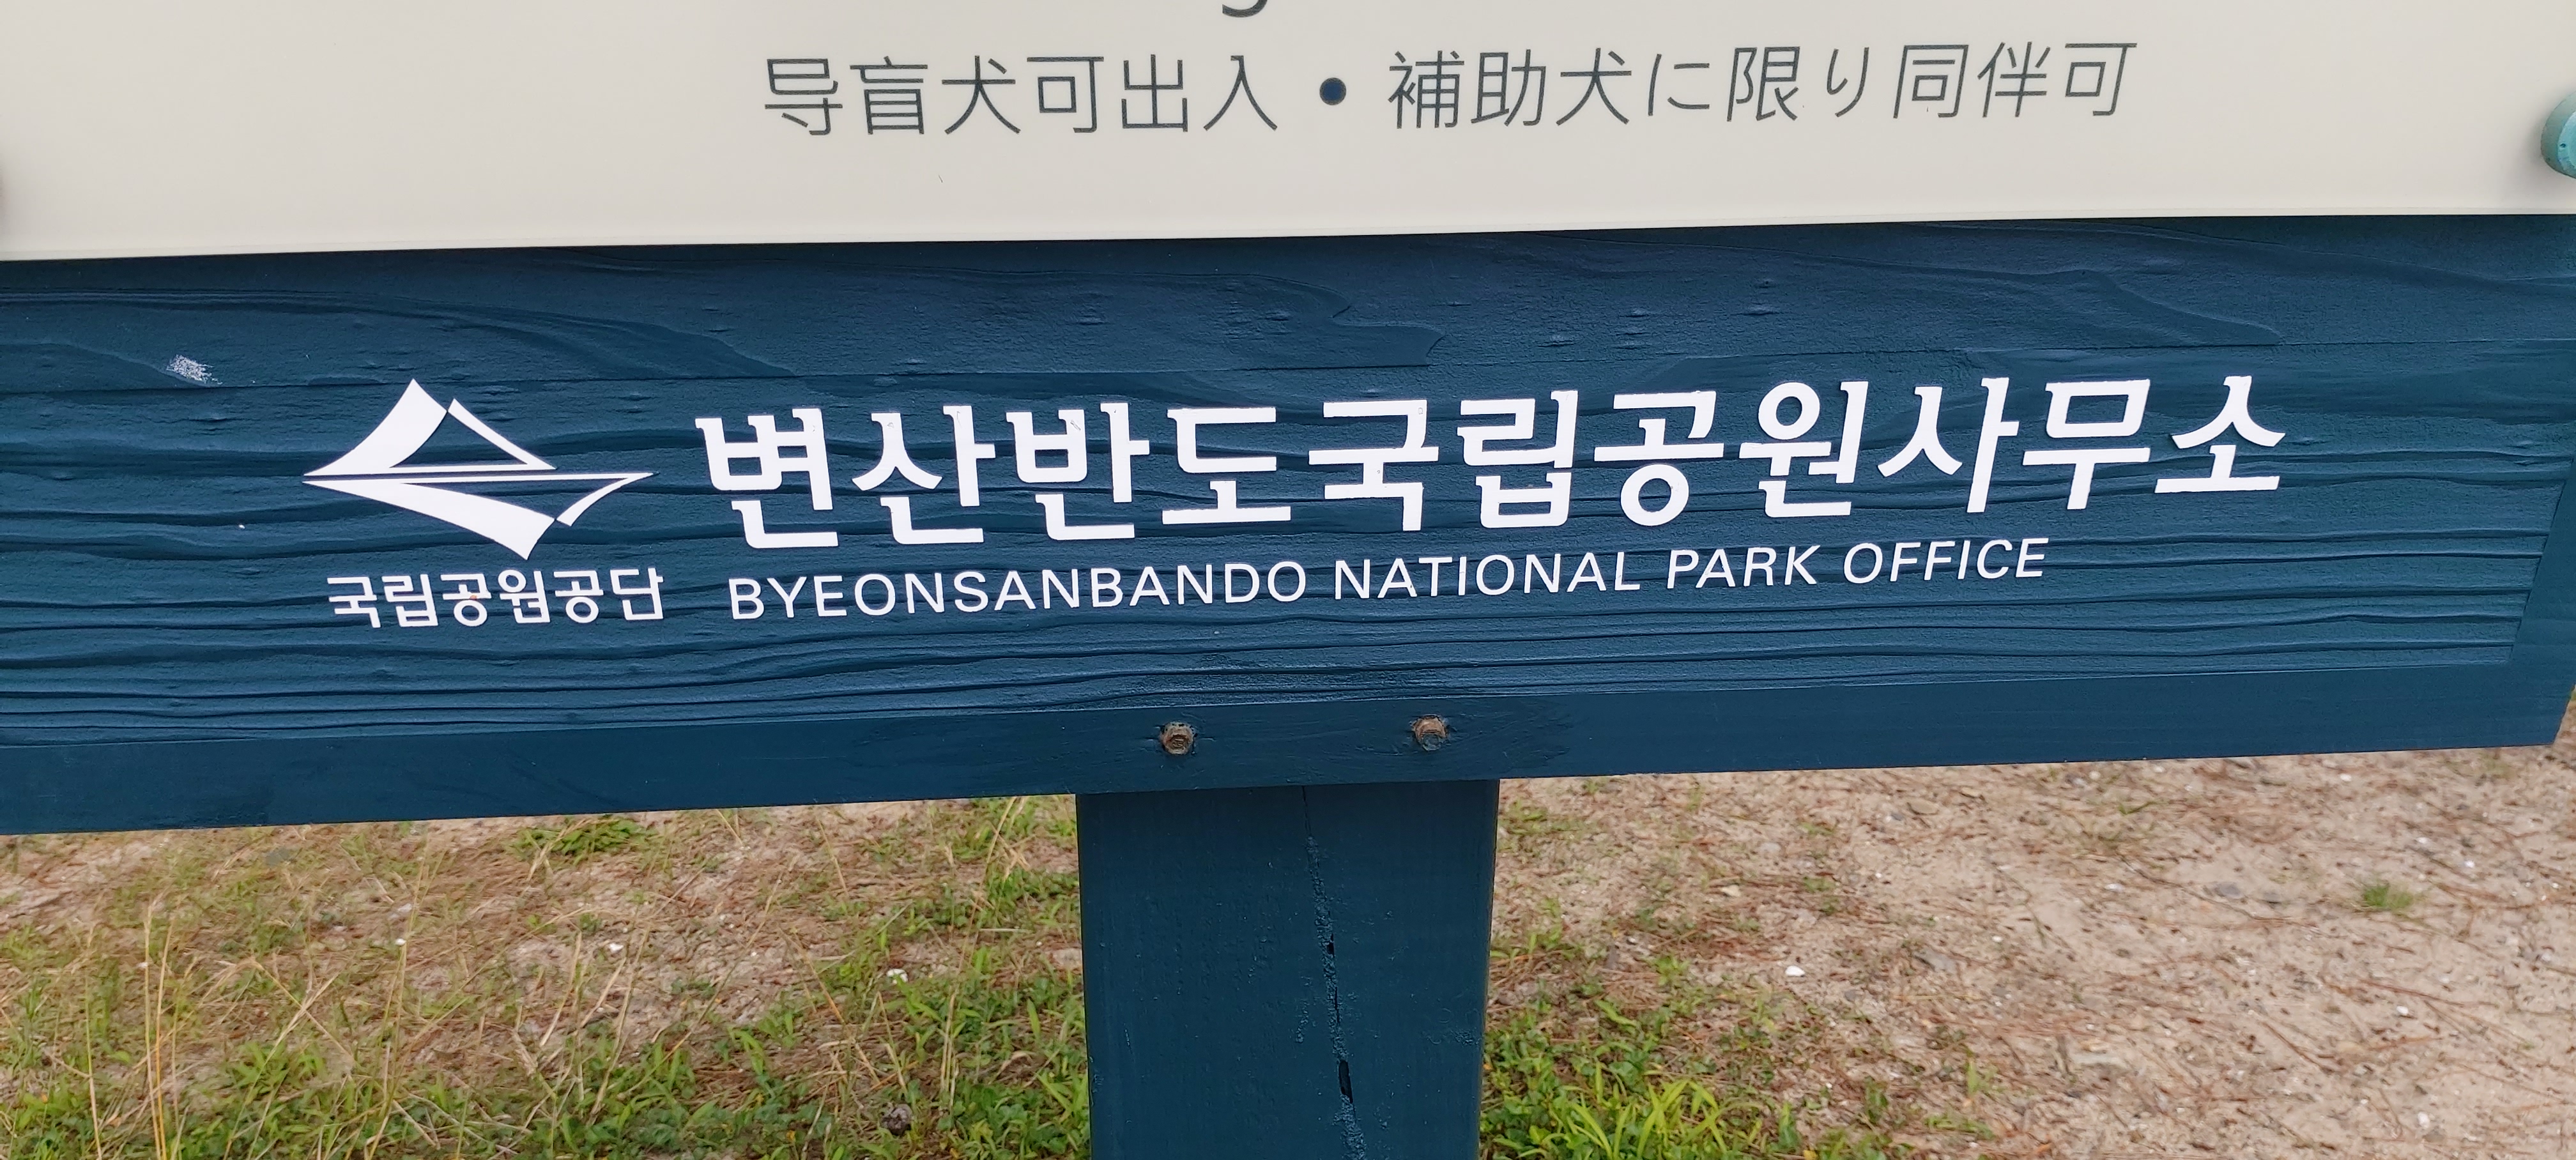 导盲犬可出入 • 補助犬に限り同伴可
변산반도국립공원사무소
국립공원공단
BYEONSANBANDO NATIONAL PARK OFFICE